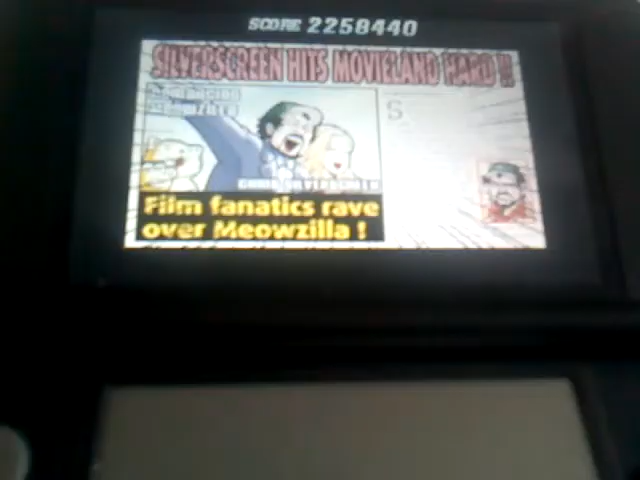 SCORE 2258440
SILVERSCREEN HITS MOVIELAND HARD !!
S
Film fanatics rave
over Meowzilla !